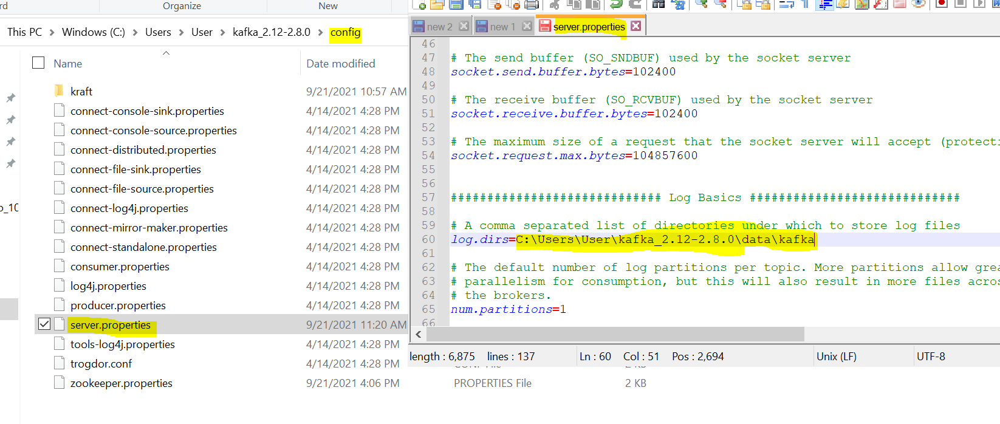 rd
Organize
New
This PC > Windows (C:) > Users > User > kafka_2.12-2.8.0 > config
Name
Date modified
kraft
9/21/2021 10:57 AM
connect-console-sink.properties
4/14/2021 4:28 PM
connect-console-source.properties
4/14/2021 4:28 PM
connect-distributed.properties
4/14/2021 4:28 PM
connect-file-sink.properties
4/14/2021 4:28 PM
connect-file-source.properties
4/14/2021 4:28 PM
o_10
connect-log4j.properties
4/14/2021 4:28 PM
connect-mirror-maker.properties
4/14/2021 4:28 PM
connect-standalone.properties
4/14/2021 4:28 PM
consumer.properties
4/14/2021 4:28 PM
log4j.properties
4/14/2021 4:28 PM
producer.properties
4/14/2021 4:28 PM
server.properties
9/21/2021 11:20 AM
tools-log4j.properties
4/14/2021 4:28 PM
trogdor.conf
4/14/2021 4:28 PM
zookeeper.properties
9/21/2021 4:06 PM
PROPERTIES File
2 KB
new 2
new 1
server.properties
46
47 # The send buffer (SO_SNDBUF) used by the socket server
48 socket.send.buffer.bytes=102400
49
50 # The receive buffer (SO_RCVBUF) used by the socket server
51 socket.receive.buffer.bytes=102400
52
53 # The maximum size of a request that the socket server will accept (protecti
54 socket.request.max.bytes=104857600
55
56
57 ############################# Log Basics #############################
58
59 # A comma separated list of directories under which to store log files
60 log.dirs=C:\Users\User\kafka_2.12-2.8.0\data\kafka
61
62 # The default number of log partitions per topic. More partitions allow grea
63 # parallelism for consumption, but this will also result in more files acros
64 # the brokers.
65 num.partitions=1
66
length : 6,875 lines : 137
Ln : 60 Col : 51 Pos : 2,694
Unix (LF)
UTF-8